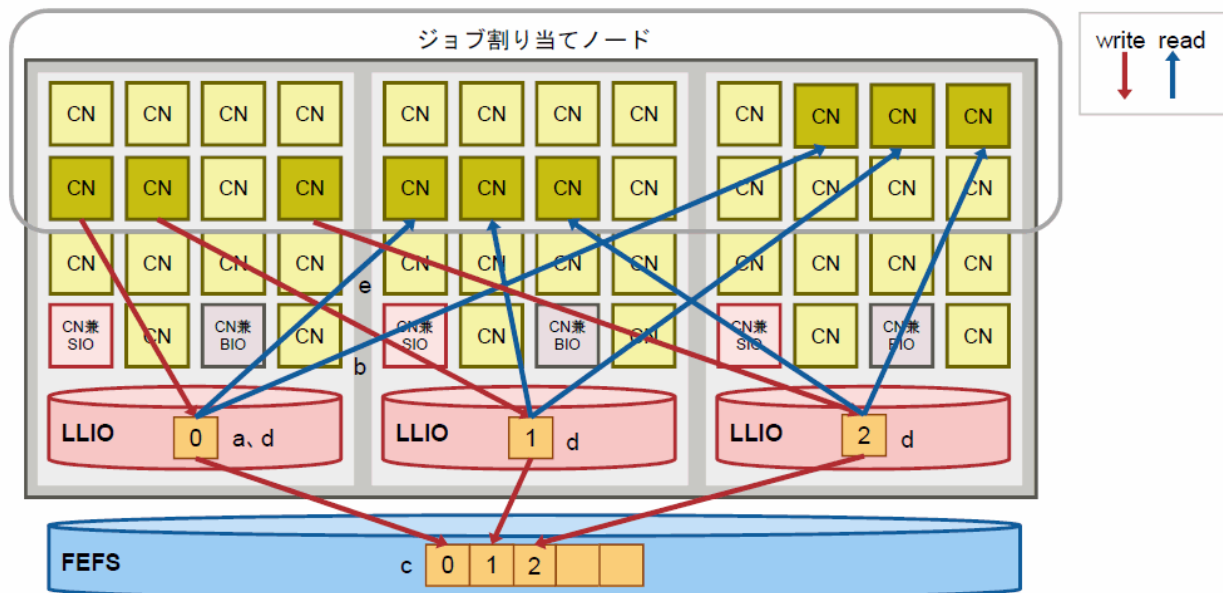 ジョブ割り当てノード
write read
CN CN CN CN CN CN CN CN CN CN CN CN
CN CN CN CN CN CN CN CN CN CN CN CN
CN CN CN CN CN CN CN CN CN CN CN CN
e
CN兼 CN CN兼 CN CN兼 CN CN兼 CN CN兼 CN CN兼 CN
SIO BIO SIO BIO SIO BIO
b
LLIO 0 a、d LLIO 1 d LLIO 2 d
FEFS c 0 1 2